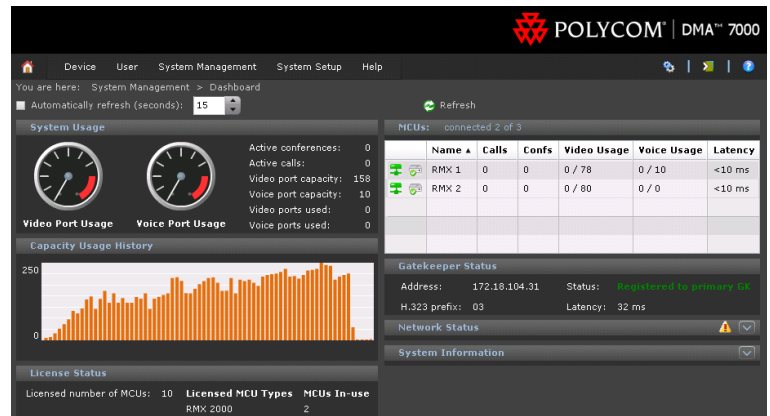 POLYCOM® | DMA™ 7000
Device User System Management System Setup Help
You are here: System Management > Dashboard
Automatically refresh (seconds): 15 Refresh
System Usage
Active conferences: 0
Active calls: 0
Video port capacity: 158
Voice port capacity: 10
Video ports used: 0
Voice ports used: 0
Video Port Usage Voice Port Usage
Capacity Usage History
250
0
License Status
Licensed number of MCUs: 10 Licensed MCU Types MCUs In-use
RMX 2000 2
MCUs: connected 2 of 3
Name Calls Confs Video Usage Voice Usage Latency
RMX 1 0 0 0 / 78 0 / 10 <10 ms
RMX 2 0 0 0 / 80 0 / 0 <10 ms
Gatekeeper Status
Address: 172.18.104.31 Status: Registered to primary GK
H.323 prefix: 03 Latency: 32 ms
Network Status
System Information